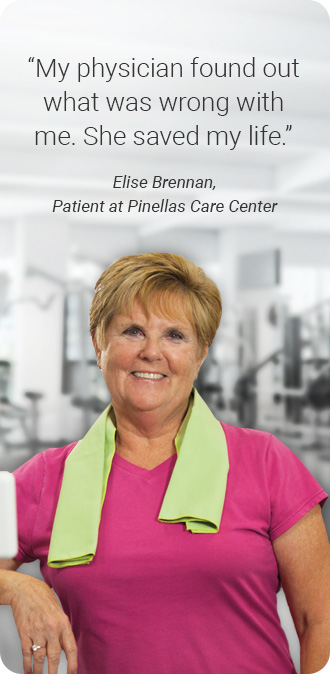 “My physician found out
what was wrong with
me. She saved my life.”
Elise Brennan,
Patient at Pinellas Care Center